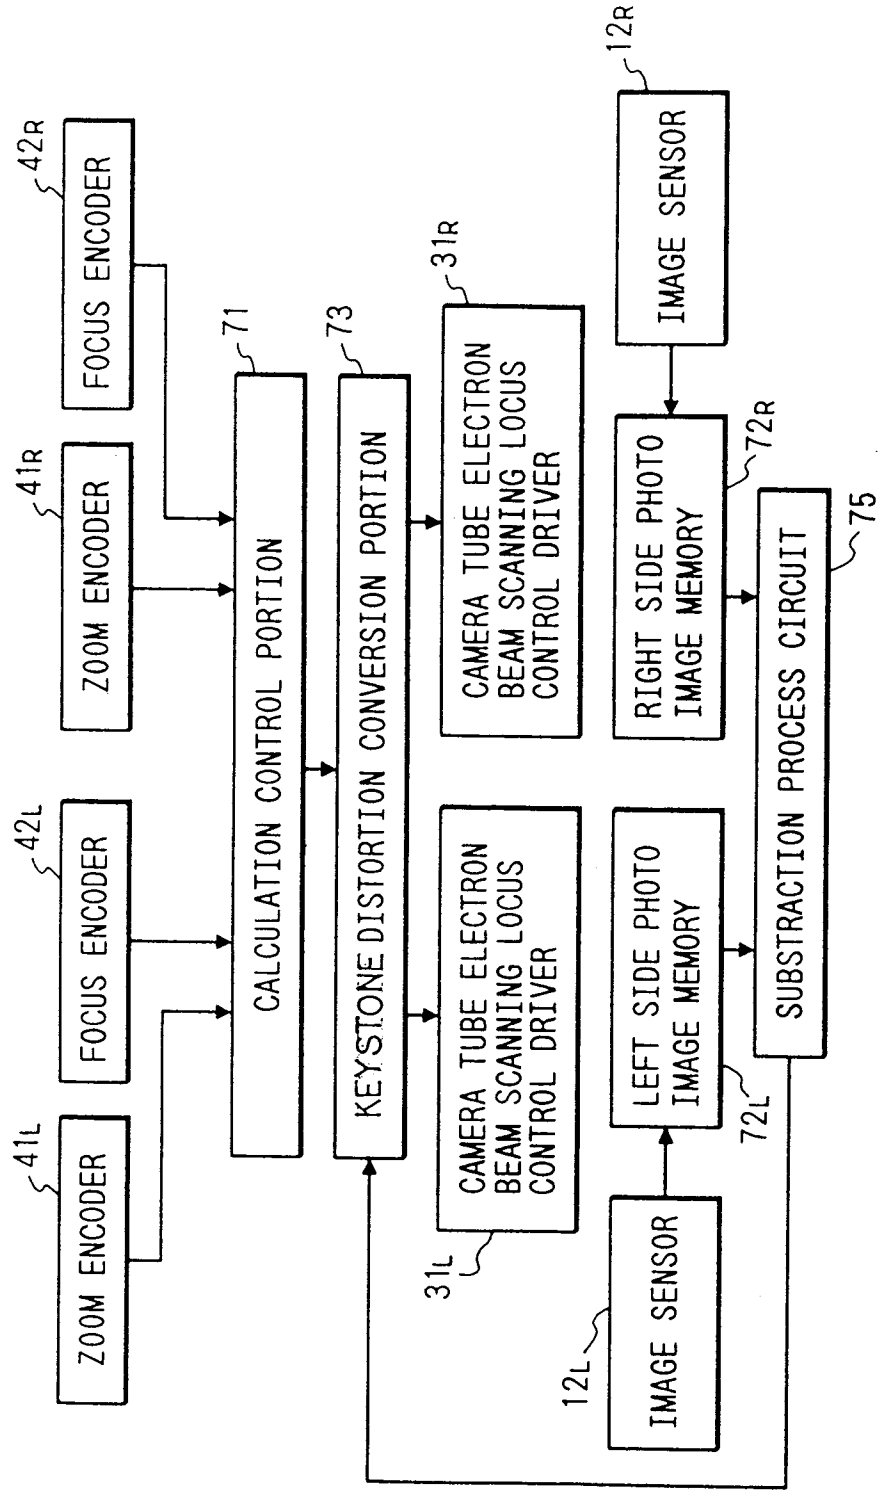 41L
ZOOM ENCODER
42L
FOCUS ENCODER
41R
ZOOM ENCODER
42R
FOCUS ENCODER
71
CALCULATION CONTROL PORTION
73
KEYSTONE DISTORTION CONVERSION PORTION
31L
CAMERA TUBE ELECTRON
BEAM SCANNING LOCUS
CONTROL DRIVER
31R
CAMERA TUBE ELECTRON
BEAM SCANNING LOCUS
CONTROL DRIVER
12L
IMAGE SENSOR
72L
LEFT SIDE PHOTO
IMAGE MEMORY
72R
RIGHT SIDE PHOTO
IMAGE MEMORY
12R
IMAGE SENSOR
75
SUBSTRACTION PROCESS CIRCUIT